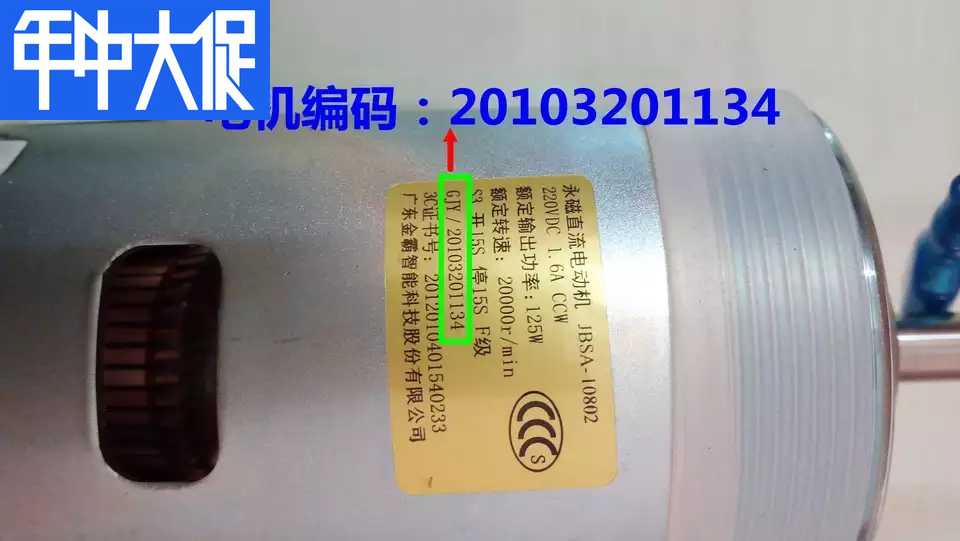 年中大促
电机编码：20103201134
永磁直流电动机 JBSA-10802
220VDC 1.6A CCW
额定输出功率：125W
额定转速：20000r/min
S3 开15S 停15S F级
GJY/20103201134
3C证书号：2012010401540233
广东金霸智能科技股份有限公司
CCC S